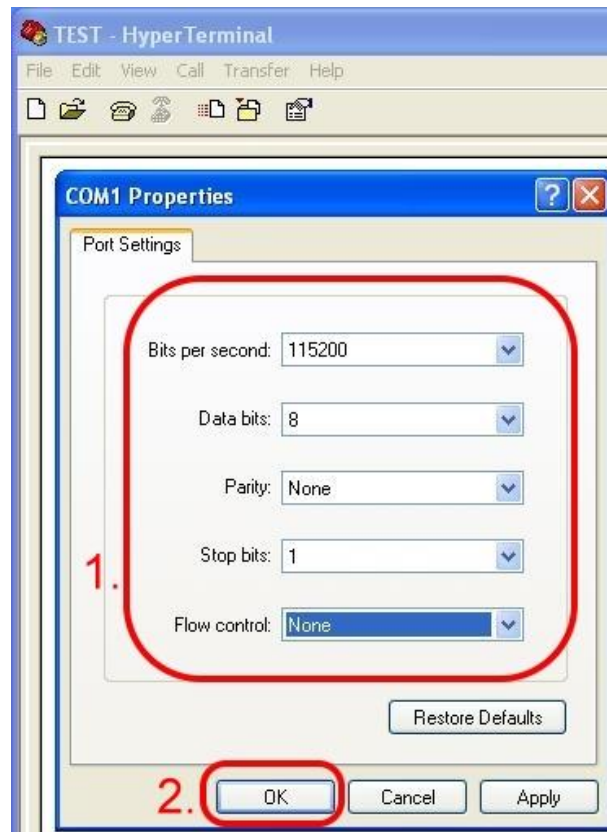 TEST - HyperTerminal
File Edit View Call Transfer Help
COM1 Properties
Port Settings
Bits per second: 115200
Data bits: 8
Parity: None
Stop bits: 1
1.
Flow control: None
Restore Defaults
2. OK Cancel Apply